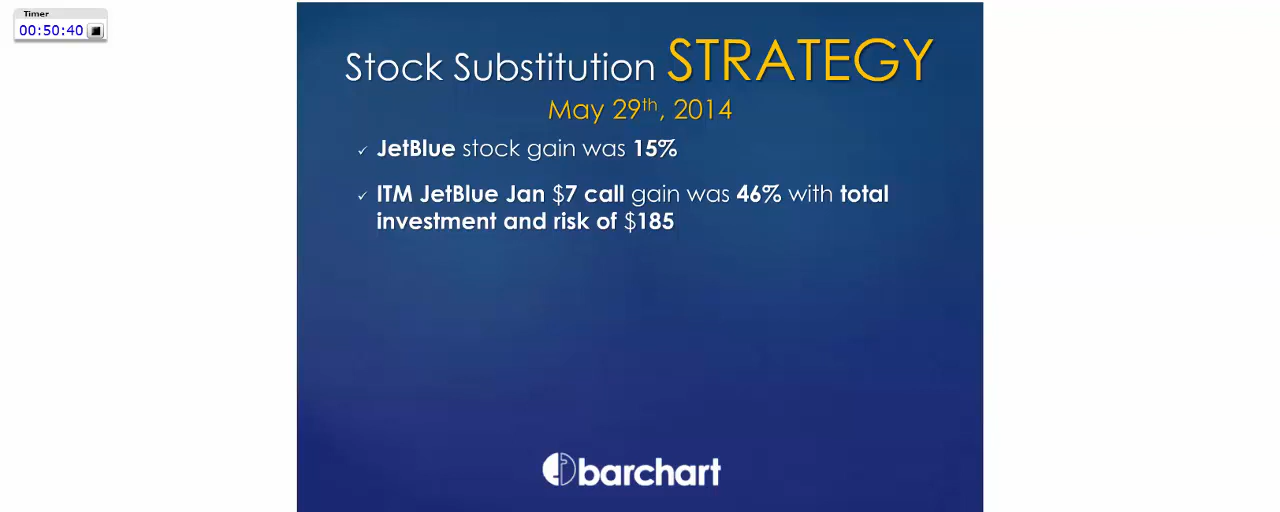 Timer
00:50:40
Stock Substitution STRATEGY
May 29th, 2014
✓ JetBlue stock gain was 15%
✓ ITM JetBlue Jan $7 call gain was 46% with total
investment and risk of $185
barchart